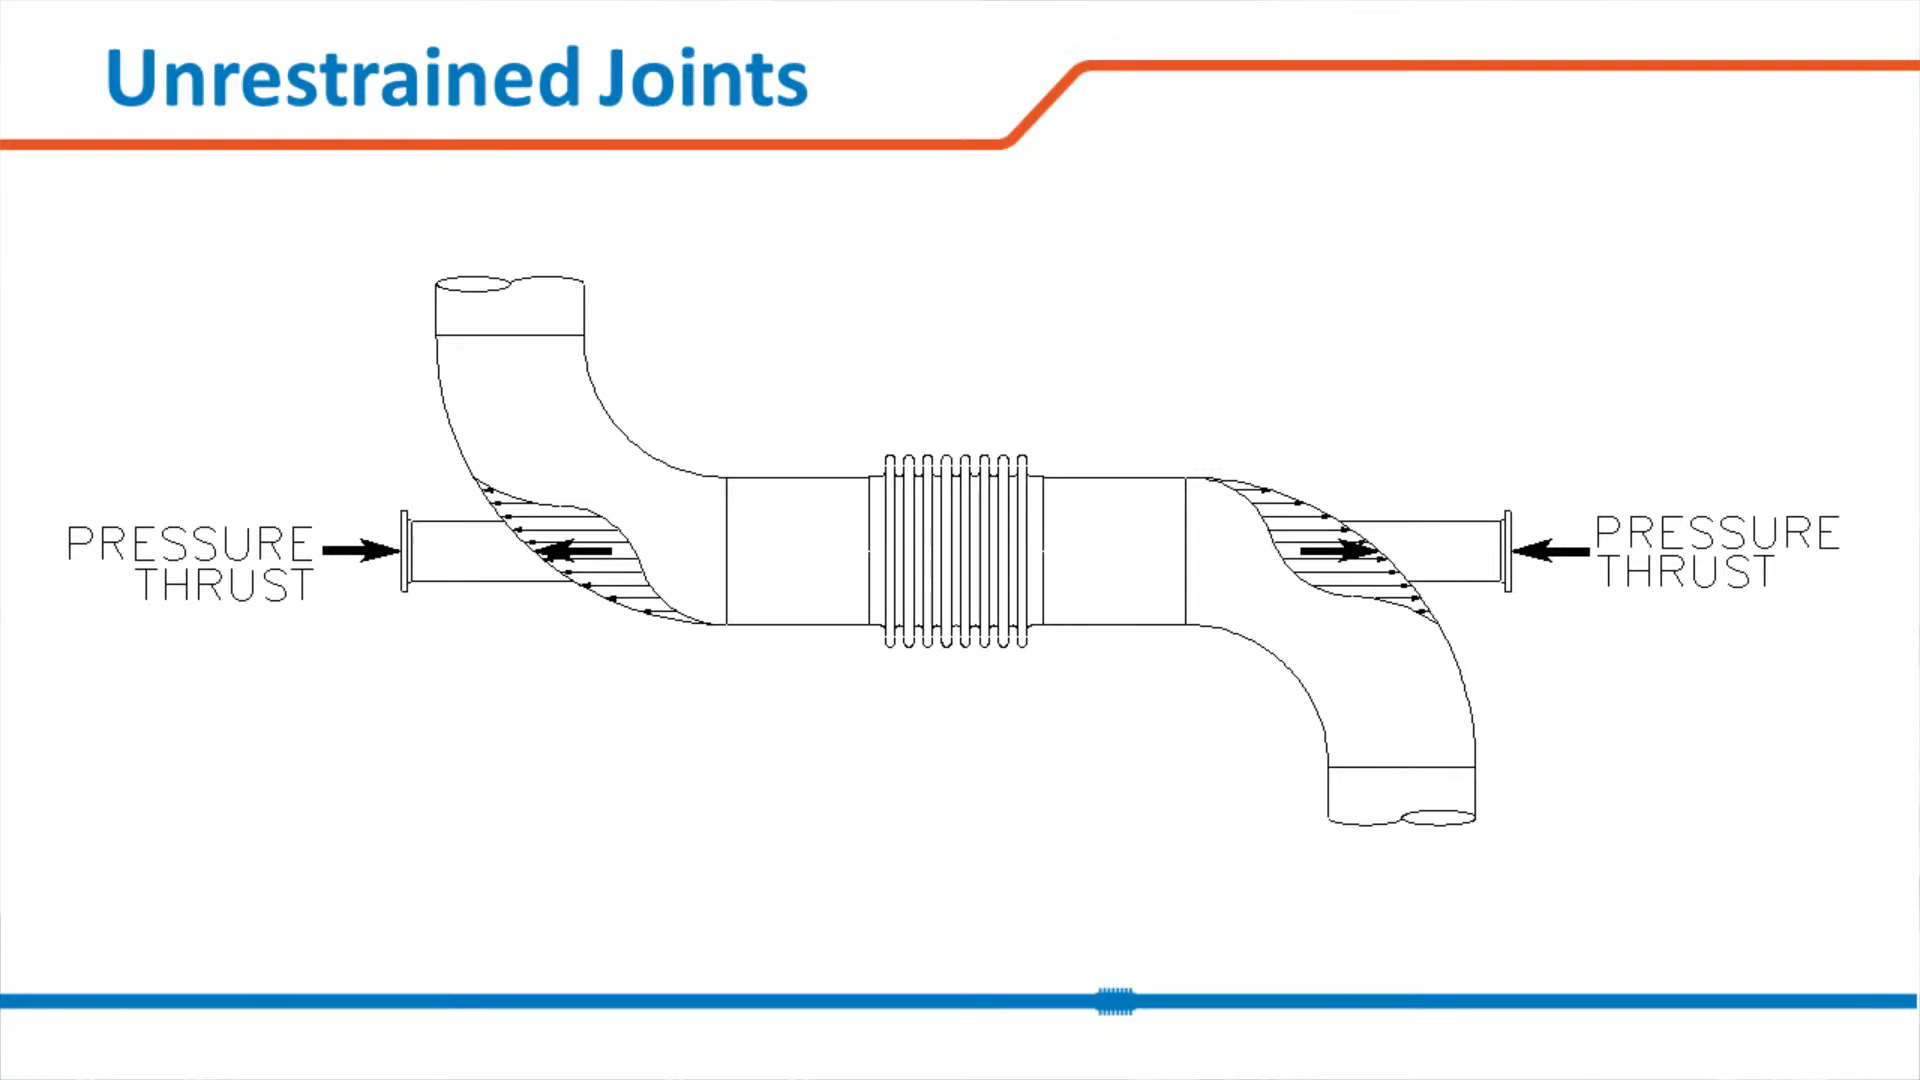 Unrestrained Joints
PRESSURE
THRUST
PRESSURE
THRUST